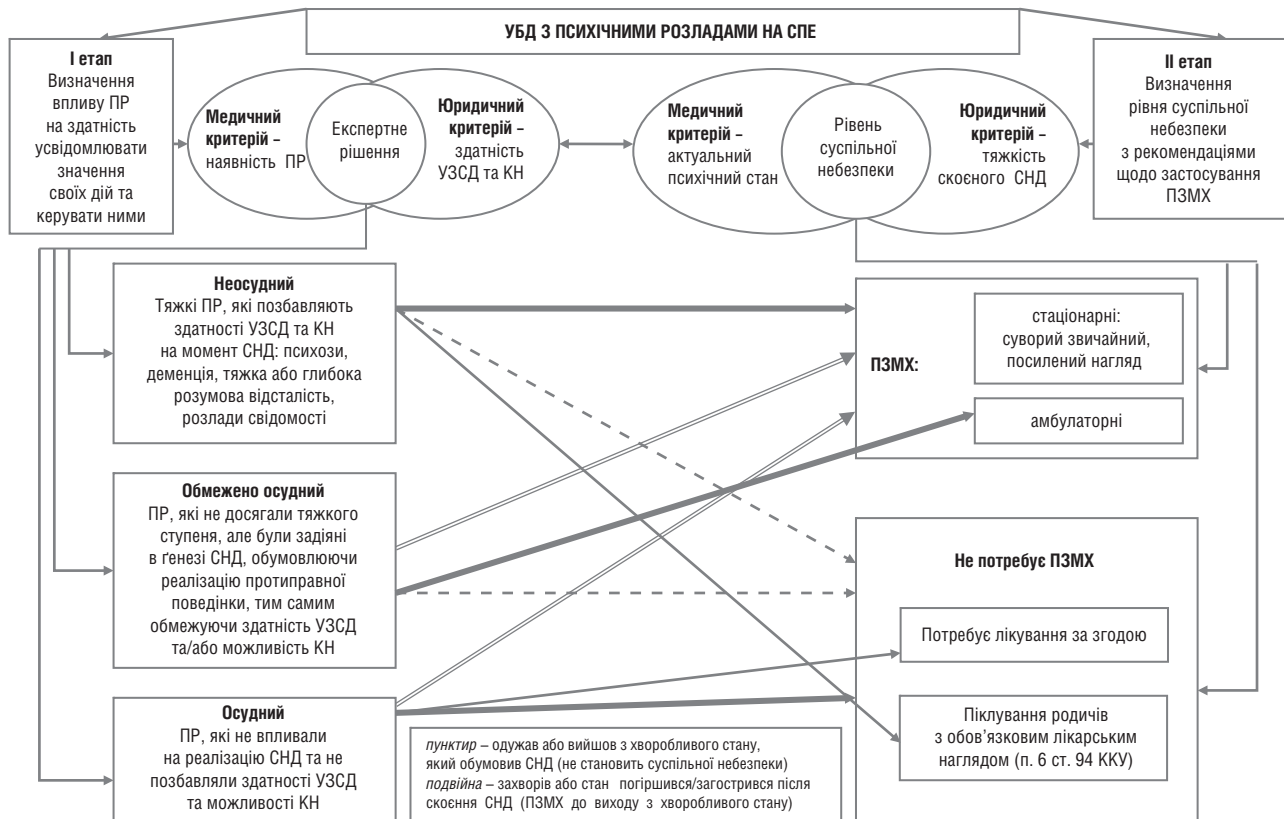 УБД З ПСИХІЧНИМИ РОЗЛАДАМИ НА СПЕ
І етап
Визначення
впливу ПР
на здатність
усвідомлювати
значення
своїх дій та
керувати ними
Медичний
критерій –
наявність ПР
Експертне
рішення
Юридичний
критерій –
здатність
УЗСД та КН
Медичний
критерій –
актуальний
психічний стан
Рівень
суспільної
небезпеки
Юридичний
критерій –
тяжкість
скоєного СНД
ІІ етап
Визначення
рівня суспільної
небезпеки
з рекомендаціями
щодо застосування
ПЗМХ
Неосудний
Тяжкі ПР, які позбавляють
здатності УЗСД та КН
на момент СНД: психози,
деменція, тяжка або глибока
розумова відсталість,
розлади свідомості
ПЗМХ:
стаціонарні:
суворий звичайний,
посилений нагляд
амбулаторні
Обмежено осудний
ПР, які не досягали тяжкого
ступеня, але були задіяні
в ґенезі СНД, обумовлюючи
реалізацію протиправної
поведінки, тим самим
обмежуючи здатність УЗСД
та/або можливість КН
Не потребує ПЗМХ
Потребує лікування за згодою
Піклування родичів
з обов’язковим лікарським
наглядом (п. 6 ст. 94 ККУ)
Осудний
ПР, які не впливали
на реалізацію СНД та не
позбавляли здатності УЗСД
та можливості КН
пунктир – одужав або вийшов з хворобливого стану,
який обумовив СНД (не становить суспільної небезпеки)
подвійна – захворів або стан погіршився/загострився після
скоєння СНД (ПЗМХ до виходу з хворобливого стану)